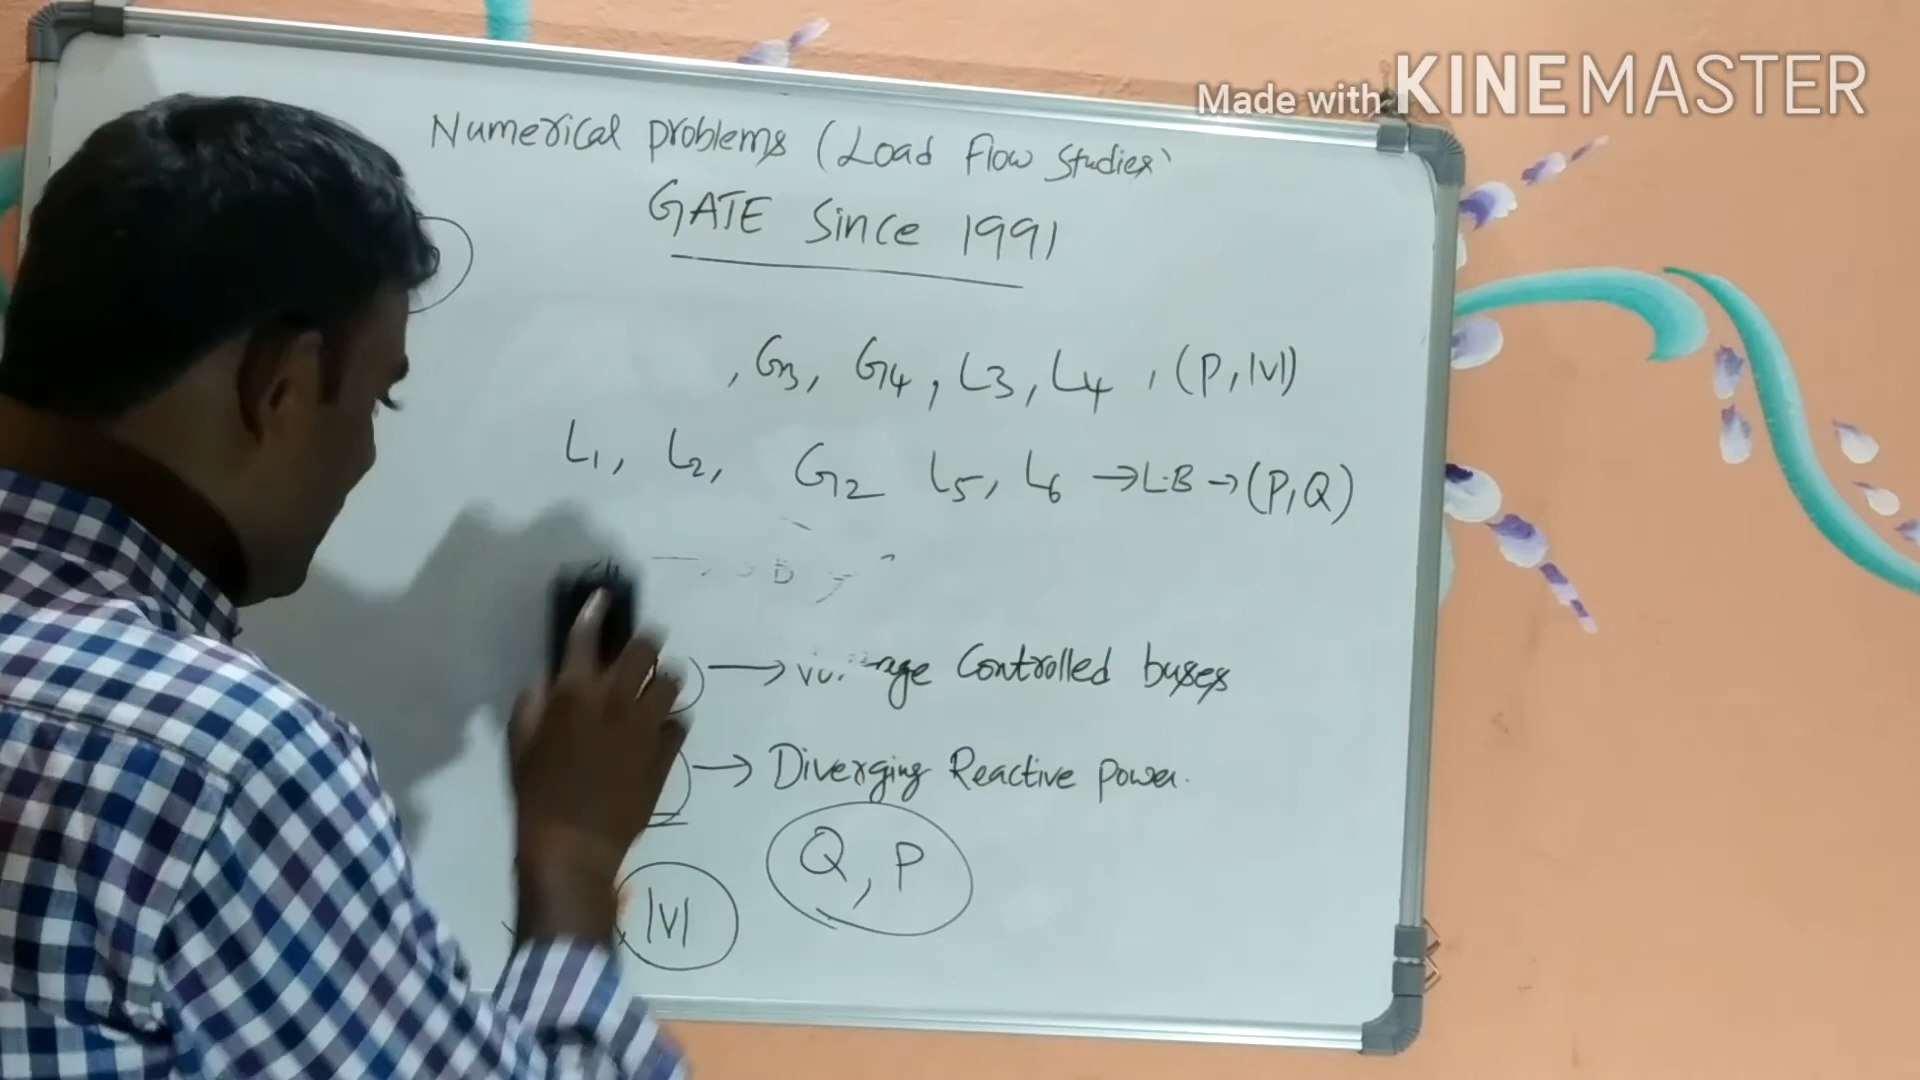 Made with KINEMASTER
Numerical problems (Load Flow Studies)
GATE Since 1991
, G3, G4, L3, L4 , (P, |V|)
L1, L2, G2 L5, L6 → L.B → (P, Q)
→ Controlled buses
→ Diverging Reactive Power.
Q, P
|V|